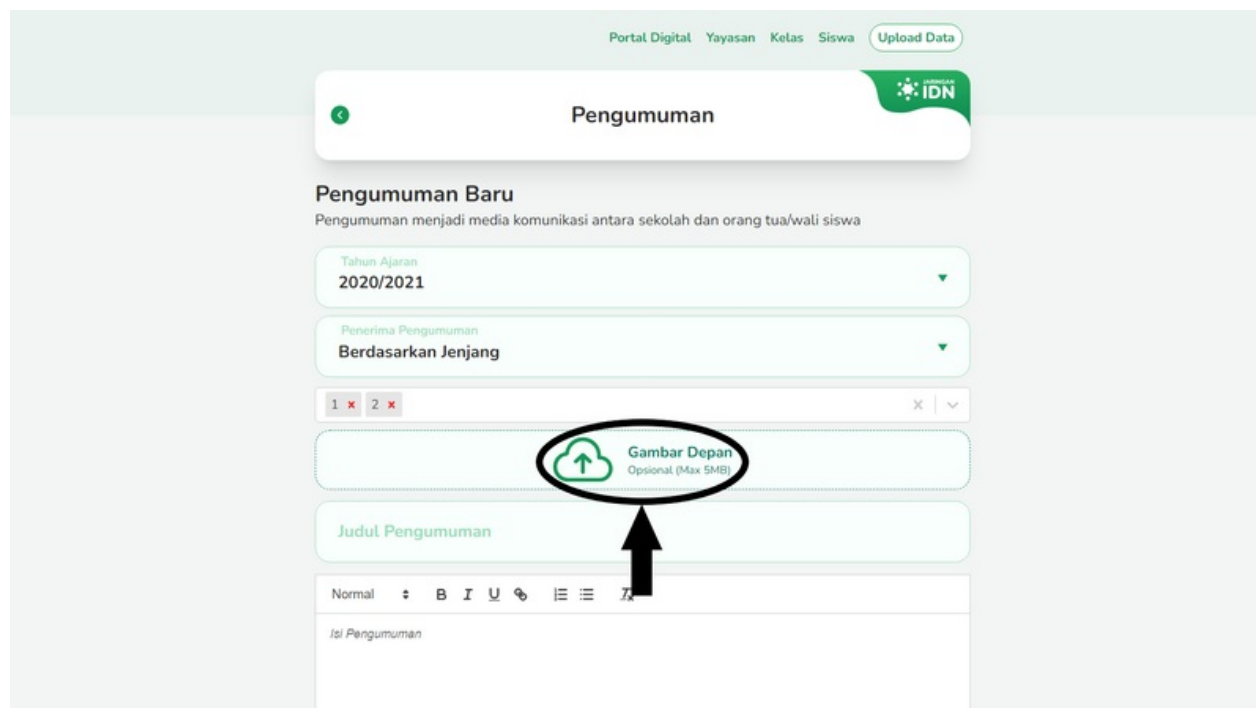 Portal Digital Yayasan Kelas Siswa Upload Data
JARINGAN
IDN
Pengumuman
Pengumuman Baru
Pengumuman menjadi media komunikasi antara sekolah dan orang tua/wali siswa
Tahun Ajaran
2020/2021
Penerima Pengumuman
Berdasarkan Jenjang
1 x 2 x
Gambar Depan
Opsional (Max 5MB)
Judul Pengumuman
Normal B I U
Isi Pengumuman